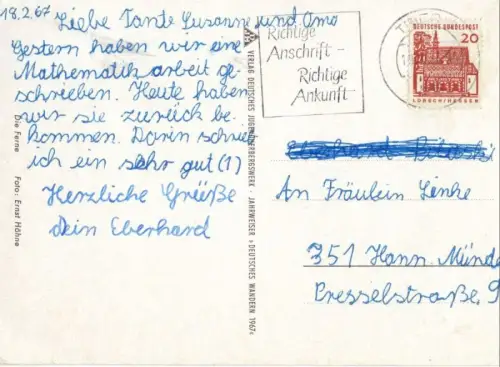 18.2.67 Liebe Tante Susanne und Omo
Gestern haben wir eine
Mathematik arbeit ge-
schrieben. Heute haben
wir sie zurück be-
kommen. Darin schrieb
ich ein sehr gut (1)
Herzliche Grüße
Dein Eberhard
Die Ferne Foto: Ernst Höhne
VERLAG DEUTSCHES JUGENDHERBERGSWERK JAHRWEISER »DEUTSCHES WANDERN 1967«
Richtige
Anschrift –
Richtige
Ankunft
DEUTSCHE BUNDESPOST
20
LORSCH/HESSEN
An Fräulein Lenke
351 Hann. Münde
Presselstraße 9